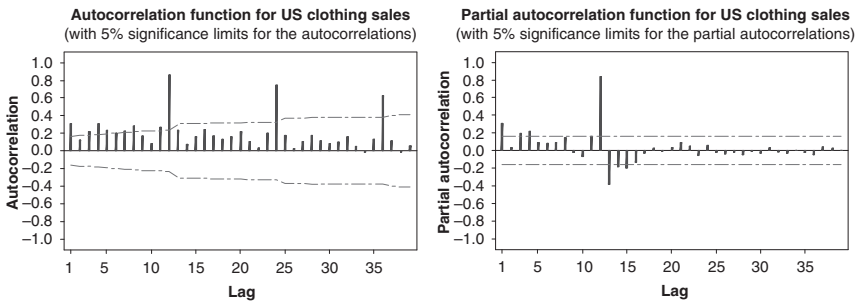 Autocorrelation function for US clothing sales
(with 5% significance limits for the autocorrelations)
1.0
0.8
0.6
0.4
0.2
0.0
−0.2
−0.4
−0.6
−0.8
−1.0
Autocorrelation
1 5 10 15 20 25 30 35
Lag
Partial autocorrelation function for US clothing sales
(with 5% significance limits for the partial autocorrelations)
1.0
0.8
0.6
0.4
0.2
0.0
−0.2
−0.4
−0.6
−0.8
−1.0
Partial autocorrelation
1 5 10 15 20 25 30 35
Lag